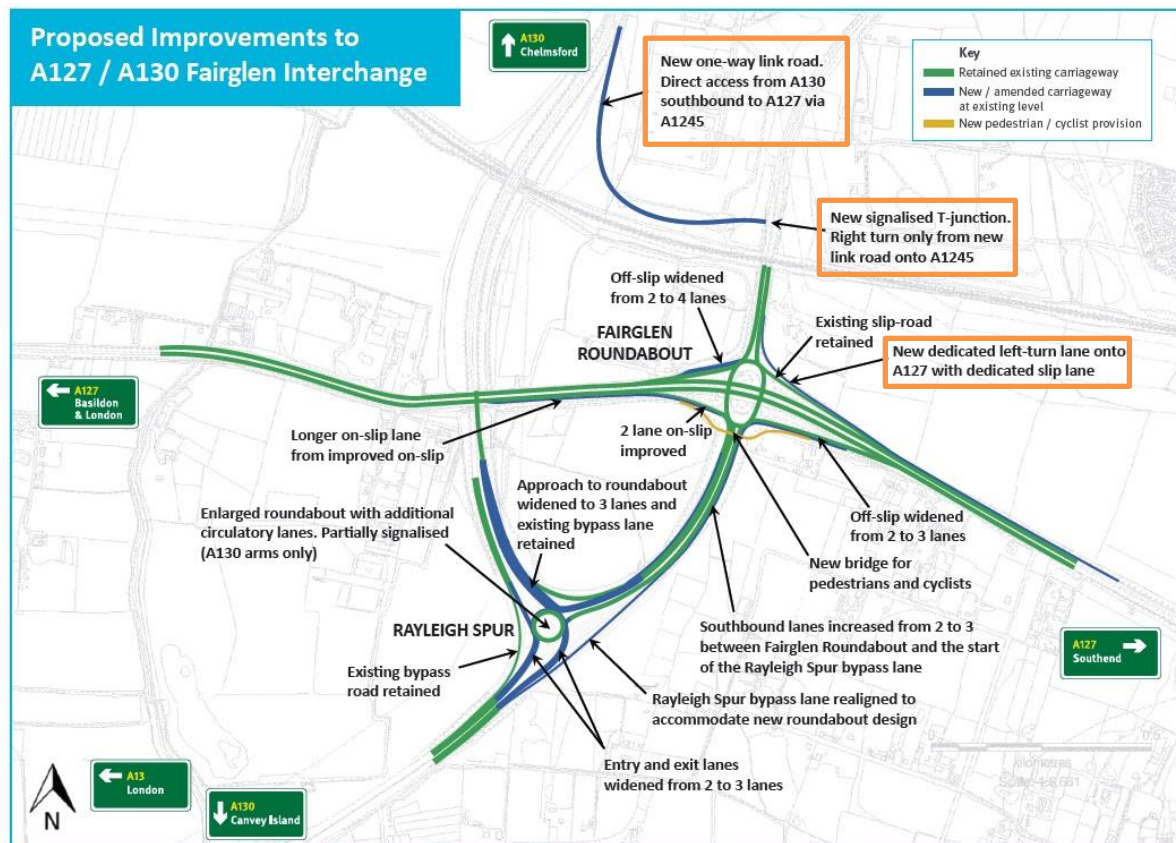 Proposed Improvements to
A127 / A130 Fairglen Interchange
A130
Chelmsford
New one-way link road.
Direct access from A130
southbound to A127 via
A1245
Key
Retained existing carriageway
New / amended carriageway
at existing level
New pedestrian / cyclist provision
New signalised T-junction.
Right turn only from new
link road onto A1245
Off-slip widened
from 2 to 4 lanes
FAIRGLEN
ROUNDABOUT
Existing slip-road
retained
New dedicated left-turn lane onto
A127 with dedicated slip lane
A127
Basildon
& London
Longer on-slip lane
from improved on-slip
2 lane on-slip
improved
Approach to roundabout
widened to 3 lanes and
existing bypass lane
retained
Enlarged roundabout with additional
circulatory lanes. Partially signalised
(A130 arms only)
Off-slip widened
from 2 to 3 lanes
New bridge for
pedestrians and cyclists
RAYLEIGH SPUR
Southbound lanes increased from 2 to 3
between Fairglen Roundabout and the start
of the Rayleigh Spur bypass lane
A127
Southend
Existing bypass
road retained
Rayleigh Spur bypass lane realigned to
accommodate new roundabout design
Entry and exit lanes
widened from 2 to 3 lanes
kilometres
N
A13
London
A130
Canvey Island